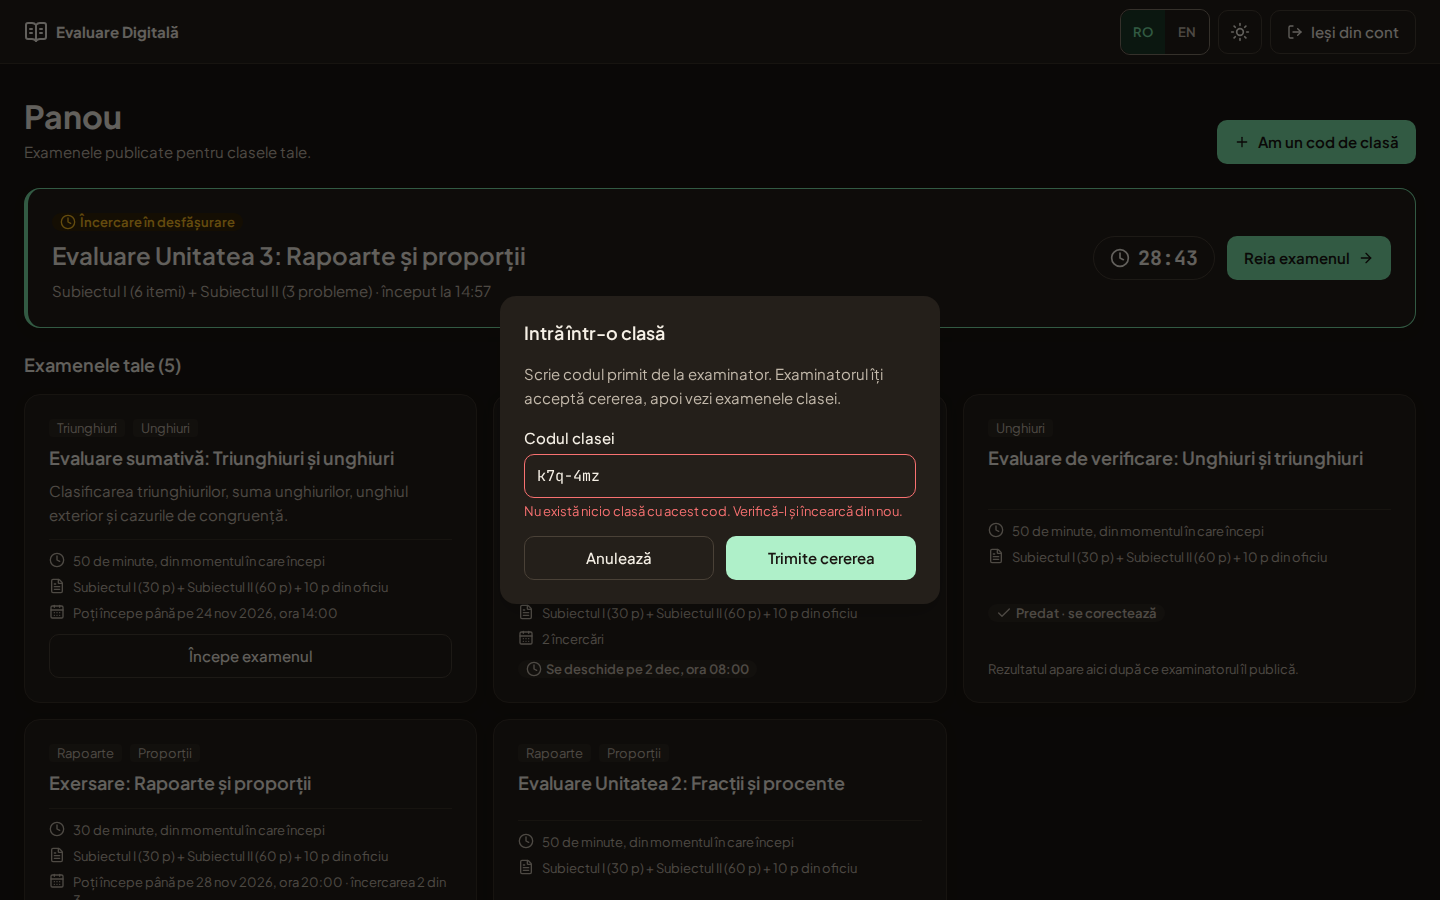 Evaluare Digitală
RO EN
Ieși din cont
Panou
Examenele publicate pentru clasele tale.
Am un cod de clasă
Încercare în desfășurare
Evaluare Unitatea 3: Rapoarte și proporții
Subiectul I (6 itemi) + Subiectul II (3 probleme) · început la 14:57
28:43
Reia examenul
Intră într-o clasă
Scrie codul primit de la examinator. Examinatorul îți
acceptă cererea, apoi vezi examenele clasei.
Codul clasei
k7q-4mz
Nu există nicio clasă cu acest cod. Verifică-l și încearcă din nou.
Anulează
Trimite cererea
Examenele tale (5)
Triunghiuri Unghiuri
Evaluare sumativă: Triunghiuri și unghiuri
Clasificarea triunghiurilor, suma unghiurilor, unghiul
exterior și cazurile de congruență.
50 de minute, din momentul în care începi
Subiectul I (30 p) + Subiectul II (60 p) + 10 p din oficiu
Poți începe până pe 24 nov 2026, ora 14:00
Începe examenul
Subiectul I (30 p) + Subiectul II (60 p) + 10 p din oficiu
2 încercări
Se deschide pe 2 dec, ora 08:00
Unghiuri
Evaluare de verificare: Unghiuri și triunghiuri
50 de minute, din momentul în care începi
Subiectul I (30 p) + Subiectul II (60 p) + 10 p din oficiu
Predat · se corectează
Rezultatul apare aici după ce examinatorul îl publică.
Rapoarte Proporții
Exersare: Rapoarte și proporții
30 de minute, din momentul în care începi
Subiectul I (30 p) + Subiectul II (60 p) + 10 p din oficiu
Poți începe până pe 28 nov 2026, ora 20:00 · încercarea 2 din
Rapoarte Proporții
Evaluare Unitatea 2: Fracții și procente
50 de minute, din momentul în care începi
Subiectul I (30 p) + Subiectul II (60 p) + 10 p din oficiu